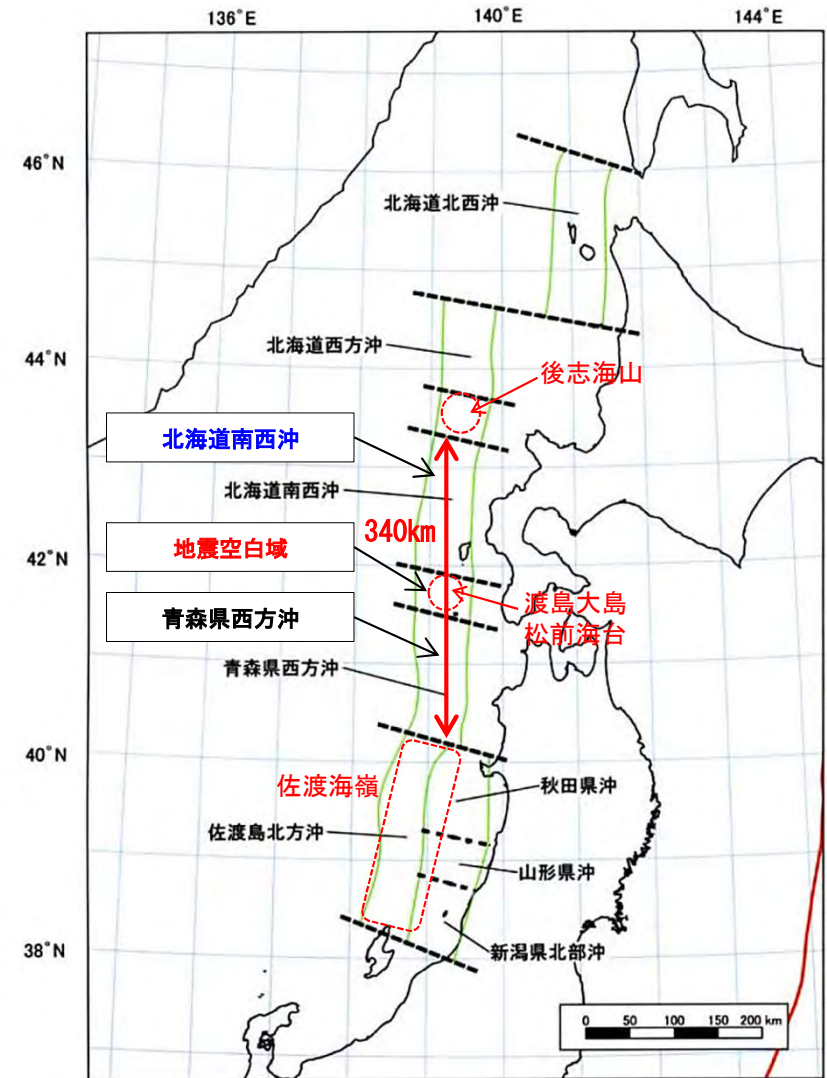 136°E
140°E
144°E
46°N
北海道北西沖
北海道西方沖
44°N
後志海山
北海道南西沖
北海道南西沖
340km
地震空白域
42°N
渡島大島
松前海台
青森県西方沖
青森県西方沖
40°N
佐渡海嶺
秋田県沖
佐渡島北方沖
山形県沖
38°N
新潟県北部沖
0 50 100 150 200 km